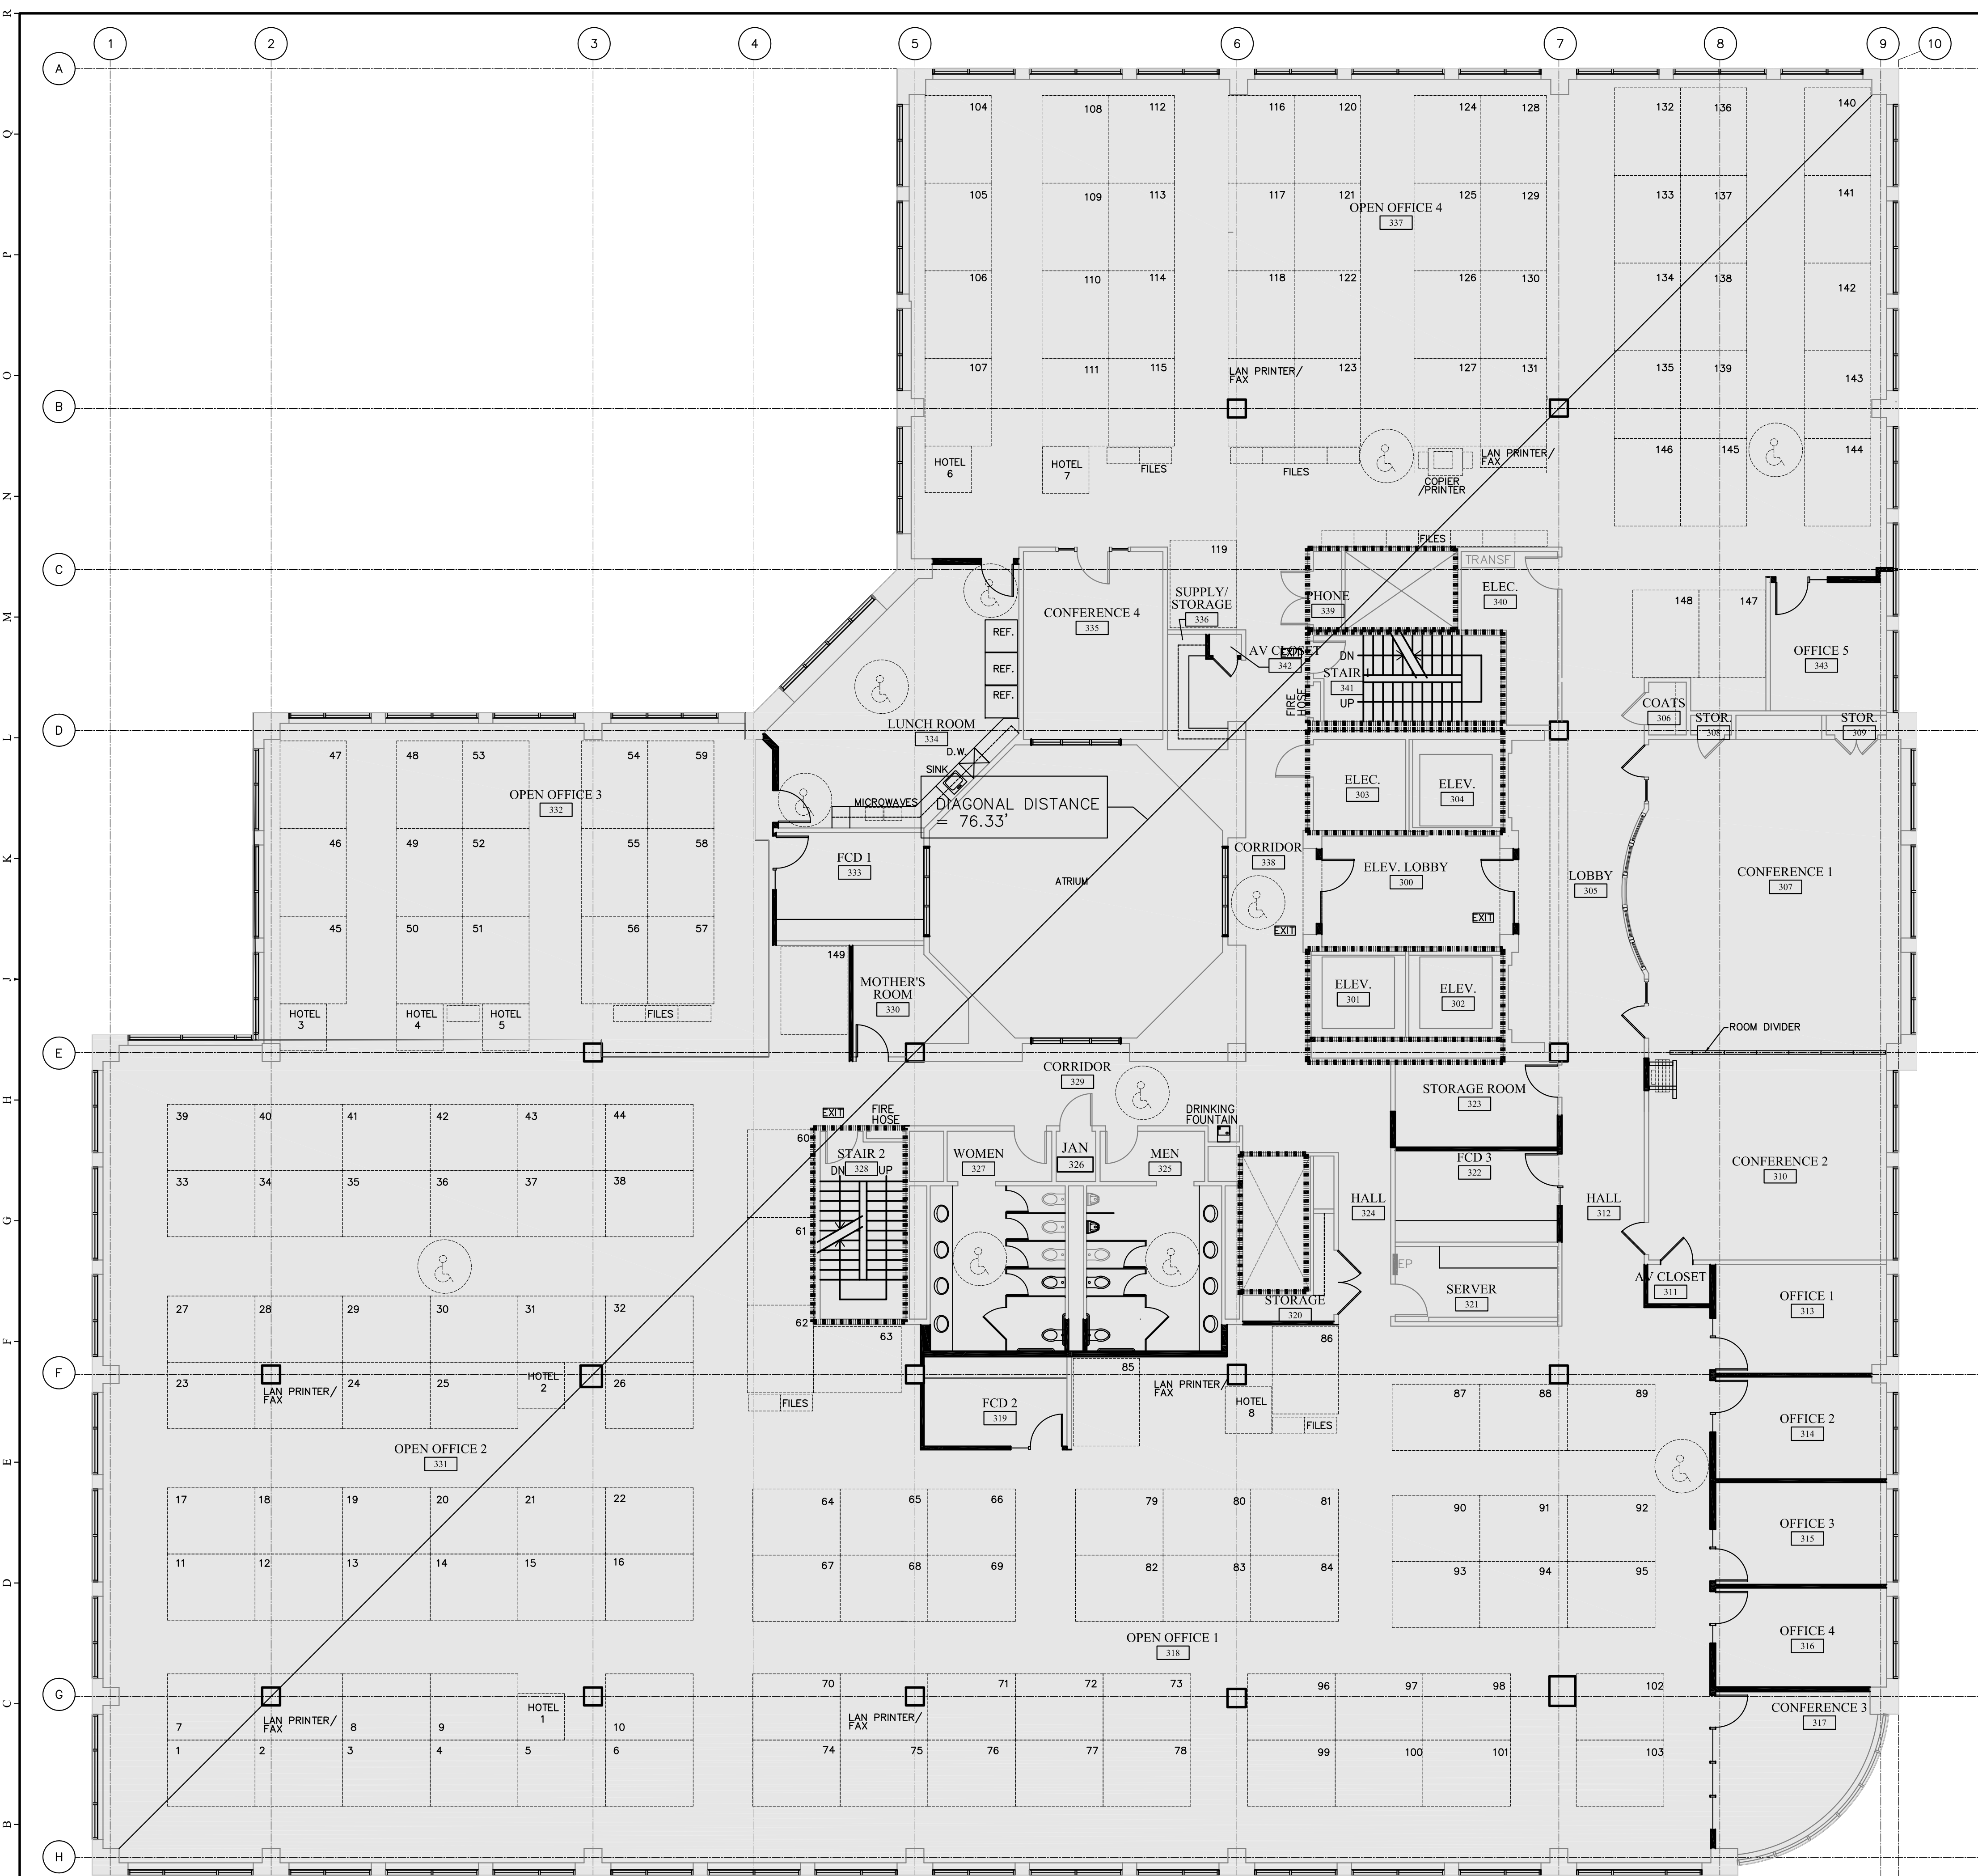 R
1 2 3 4 5 6 7 8 9 10
A
104 108 112 116 120 124 128 132 136 140
Q
105 109 113 117 121 125 129 133 137 141
OPEN OFFICE 4
337
P
106 110 114 118 122 126 130 134 138 142
O
107 111 115 LAN PRINTER/
FAX
123 127 131 135 139 143
B
HOTEL
6
HOTEL
7
FILES
FILES
COPIER
/PRINTER
LAN PRINTER/
FAX
146 145 144
N
FILES
119
TRANSF
C
CONFERENCE 4
335
SUPPLY/
STORAGE
336
PHONE
339
ELEC.
340
148 147
M
REF.
REF.
REF.
AV CLOSET
342
EXIT
DN
STAIR 1
341
UP
FIRE
HOSE
OFFICE 5
343
COATS
306
STOR.
308
STOR.
309
LUNCH ROOM
334
D.W.
SINK
MICROWAVES
L
D
47 48 53 54 59
OPEN OFFICE 3
332
DIAGONAL DISTANCE
= 76.33'
ELEC.
303
ELEV.
304
46 49 52 55 58
K
FCD 1
333
ATRIUM
CORRIDOR
338
ELEV. LOBBY
300
LOBBY
305
CONFERENCE 1
307
45 50 51 56 57
EXIT
EXIT
149
J
MOTHER'S
ROOM
330
ELEV.
301
ELEV.
302
HOTEL
3
HOTEL
4
HOTEL
5
FILES
ROOM DIVIDER
E
CORRIDOR
329
STORAGE ROOM
323
H
39 40 41 42 43 44
EXIT
FIRE
HOSE
DRINKING
FOUNTAIN
60
STAIR 2
328
DN UP
WOMEN
327
JAN
326
MEN
325
FCD 3
322
CONFERENCE 2
310
33 34 35 36 37 38
HALL
324
HALL
312
G
61
EP
AV CLOSET
311
SERVER
321
OFFICE 1
313
27 28 29 30 31 32
62
63
STORAGE
320
86
F
F
23 LAN PRINTER/
FAX
24 25 HOTEL
2
26
FILES
85
LAN PRINTER/
FAX
HOTEL
8
FILES
87 88 89
FCD 2
319
OFFICE 2
314
OPEN OFFICE 2
331
E
17 18 19 20 21 22
64 65 66 79 80 81 90 91 92
OFFICE 3
315
11 12 13 14 15 16
67 68 69 82 83 84 93 94 95
D
OPEN OFFICE 1
318
OFFICE 4
316
70 71 72 73 96 97 98 102
G
C
HOTEL
1
CONFERENCE 3
317
7 LAN PRINTER/
FAX
8 9 10
LAN PRINTER/
FAX
1 2 3 4 5 6
74 75 76 77 78 99 100 101 103
B
H